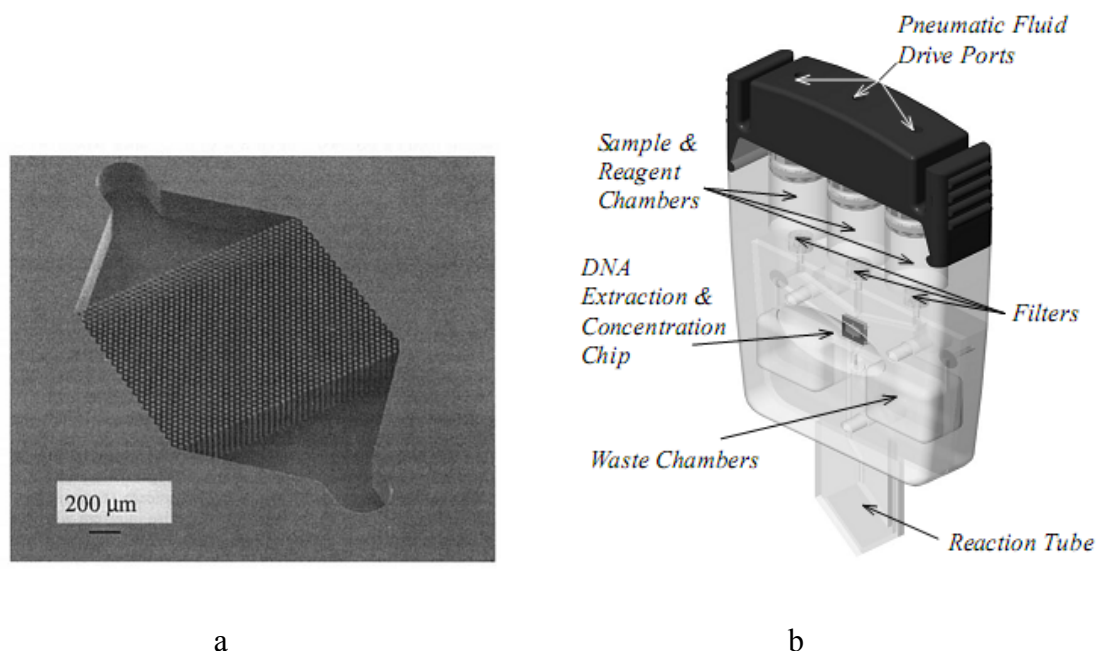 Pneumatic Fluid
Drive Ports
Sample &
Reagent
Chambers
DNA
Extraction &
Concentration
Chip
Filters
Waste Chambers
Reaction Tube
200 μm
a
b